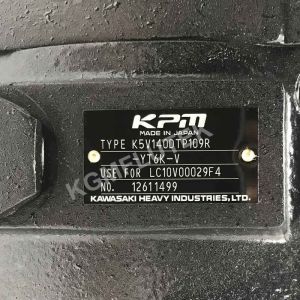 KPM
MADE IN JAPAN
TYPE K5V140DTP109R
YT6K-V
USE FOR LC10V00029F4
NO. 12611499
KAWASAKI HEAVY INDUSTRIES,LTD.